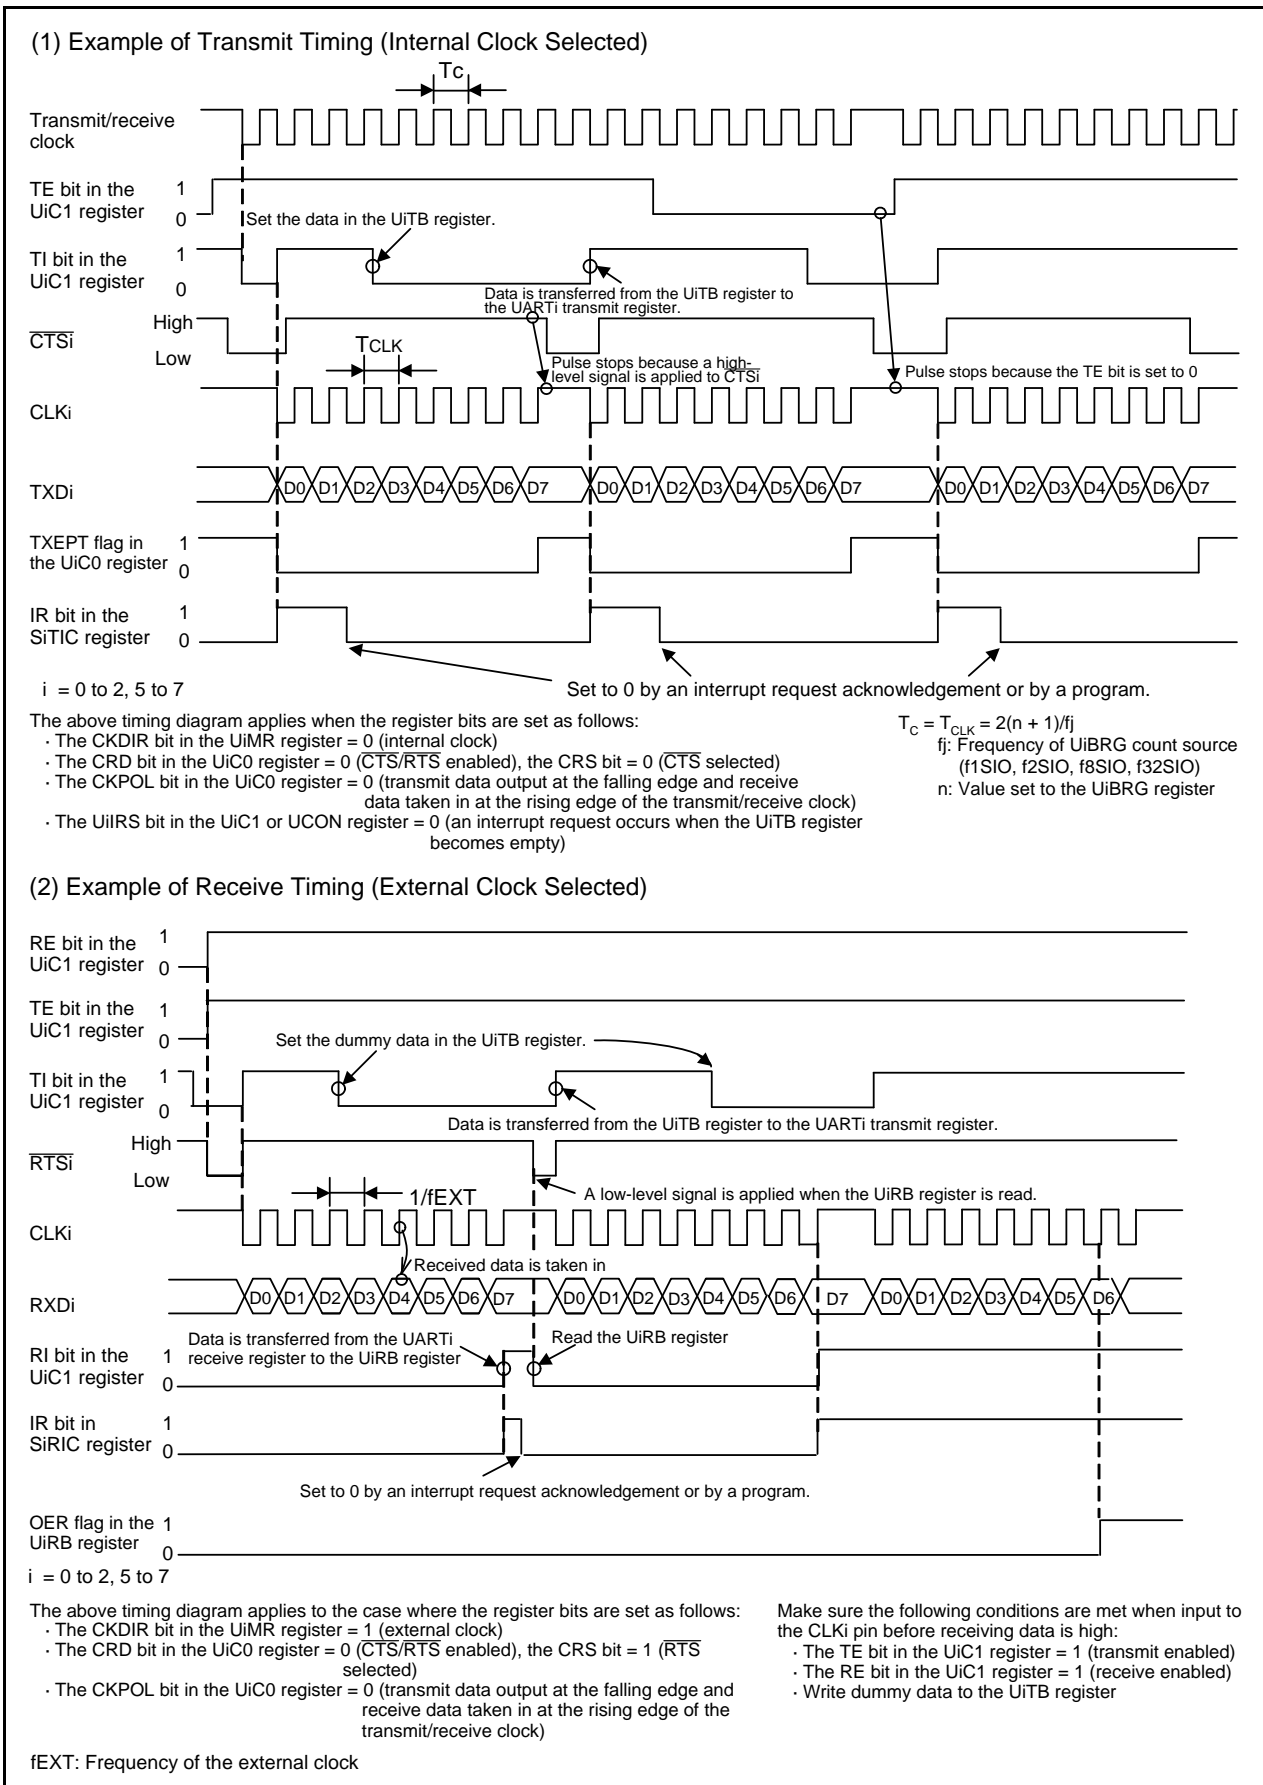 (1) Example of Transmit Timing (Internal Clock Selected)
Tc
Transmit/receive
clock
TE bit in the
UiC1 register
1
0
Set the data in the UiTB register.
TI bit in the
UiC1 register
1
0
Data is transferred from the UiTB register to
the UARTi transmit register.
CTSi
High
Low
TCLK
Pulse stops because a high-
level signal is applied to CTSi
Pulse stops because the TE bit is set to 0
CLKi
TXDi
D0 D1 D2 D3 D4 D5 D6 D7 D0 D1 D2 D3 D4 D5 D6 D7 D0 D1 D2 D3 D4 D5 D6 D7
TXEPT flag in
the UiC0 register
1
0
IR bit in the
SiTIC register
1
0
i = 0 to 2, 5 to 7
Set to 0 by an interrupt request acknowledgement or by a program.
The above timing diagram applies when the register bits are set as follows:
· The CKDIR bit in the UiMR register = 0 (internal clock)
· The CRD bit in the UiC0 register = 0 (CTS/RTS enabled), the CRS bit = 0 (CTS selected)
· The CKPOL bit in the UiC0 register = 0 (transmit data output at the falling edge and receive
data taken in at the rising edge of the transmit/receive clock)
· The UiIRS bit in the UiC1 or UCON register = 0 (an interrupt request occurs when the UiTB register
becomes empty)
TC = TCLK = 2(n + 1)/fj
fj: Frequency of UiBRG count source
(f1SIO, f2SIO, f8SIO, f32SIO)
n: Value set to the UiBRG register
(2) Example of Receive Timing (External Clock Selected)
RE bit in the
UiC1 register
1
0
TE bit in the
UiC1 register
1
0
Set the dummy data in the UiTB register.
TI bit in the
UiC1 register
1
0
Data is transferred from the UiTB register to the UARTi transmit register.
RTSi
High
Low
1/fEXT
A low-level signal is applied when the UiRB register is read.
CLKi
Received data is taken in
RXDi
D0 D1 D2 D3 D4 D5 D6 D7 D0 D1 D2 D3 D4 D5 D6 D7 D0 D1 D2 D3 D4 D5 D6
Data is transferred from the UARTi
receive register to the UiRB register
Read the UiRB register
RI bit in the
UiC1 register
1
0
IR bit in
SiRIC register
1
0
Set to 0 by an interrupt request acknowledgement or by a program.
OER flag in the
UiRB register
1
0
i = 0 to 2, 5 to 7
The above timing diagram applies to the case where the register bits are set as follows:
· The CKDIR bit in the UiMR register = 1 (external clock)
· The CRD bit in the UiC0 register = 0 (CTS/RTS enabled), the CRS bit = 1 (RTS
selected)
· The CKPOL bit in the UiC0 register = 0 (transmit data output at the falling edge and
receive data taken in at the rising edge of the
transmit/receive clock)
Make sure the following conditions are met when input to
the CLKi pin before receiving data is high:
· The TE bit in the UiC1 register = 1 (transmit enabled)
· The RE bit in the UiC1 register = 1 (receive enabled)
· Write dummy data to the UiTB register
fEXT: Frequency of the external clock